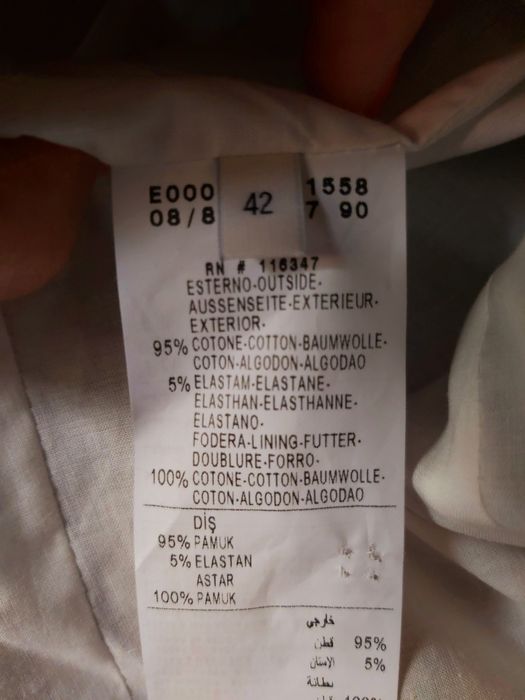 E000 42 1558
08/8 7 90
RN # 116347
ESTERNO-OUTSIDE-
AUSSENSEITE-EXTERIEUR-
EXTERIOR-
95% COTONE-COTTON-BAUMWOLLE-
COTON-ALGODON-ALGODAO
5% ELASTAM-ELASTANE-
ELASTHAN-ELASTHANNE-
ELASTANO-
FODERA-LINING-FUTTER-
DOUBLURE-FORRO-
100% COTONE-COTTON-BAUMWOLLE-
COTON-ALGODON-ALGODAO
DİŞ
95% PAMUK
5% ELASTAN
ASTAR
100% PAMUK
خارجي
95% قطن
5% الاستان
بطانة